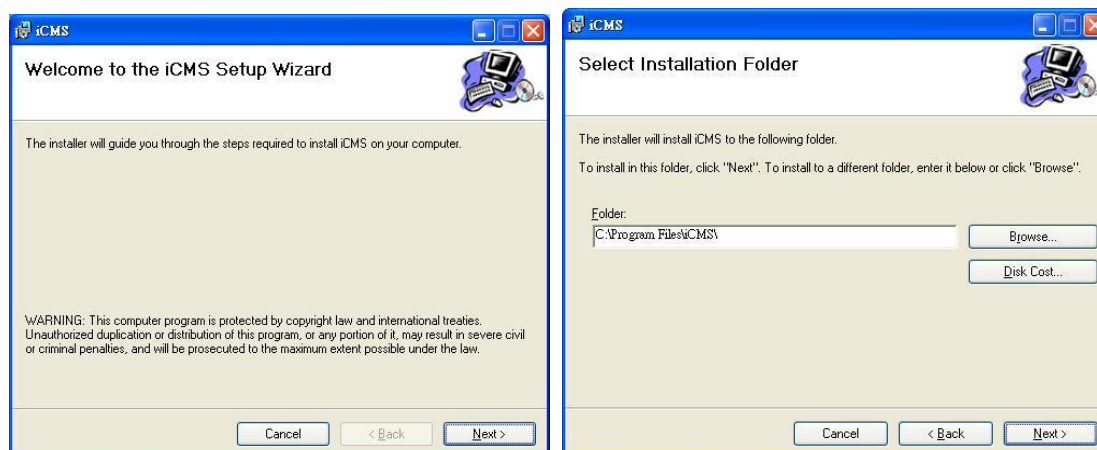 iCMS
Welcome to the iCMS Setup Wizard
The installer will guide you through the steps required to install iCMS on your computer.
WARNING: This computer program is protected by copyright law and international treaties.
Unauthorized duplication or distribution of this program, or any portion of it, may result in severe civil
or criminal penalties, and will be prosecuted to the maximum extent possible under the law.
Cancel
< Back
Next >
iCMS
Select Installation Folder
The installer will install iCMS to the following folder.
To install in this folder, click "Next". To install to a different folder, enter it below or click "Browse".
Folder:
C:\Program Files\iCMS\
Browse...
Disk Cost...
Cancel
< Back
Next >